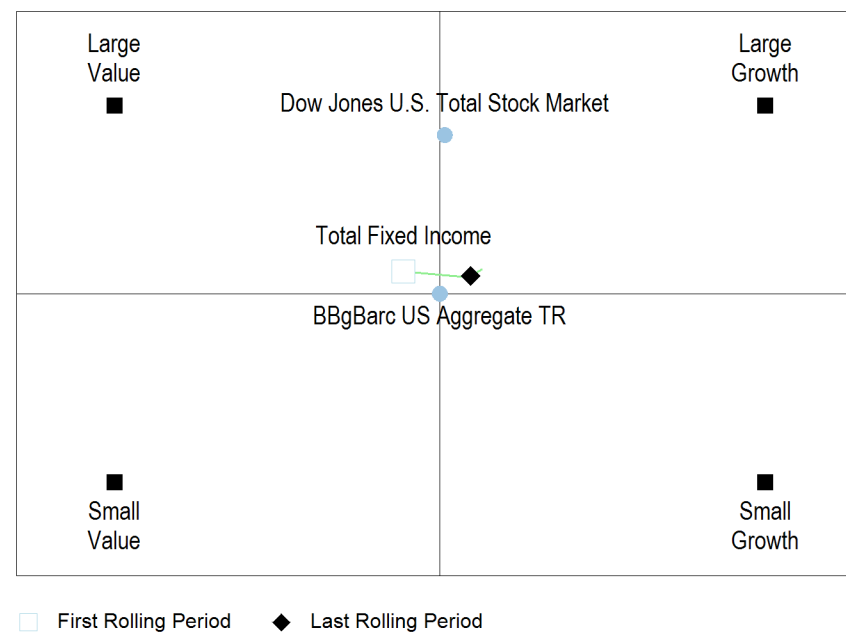 Large
Value
Large
Growth
Dow Jones U.S. Total Stock Market
Total Fixed Income
BBgBarc US Aggregate TR
Small
Value
Small
Growth
First Rolling Period
Last Rolling Period